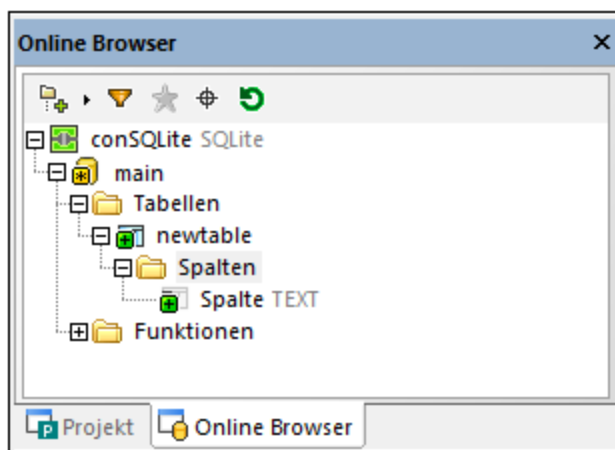 Online Browser
conSQLite SQLite
main
Tabellen
newtable
Spalten
Spalte TEXT
Funktionen
Projekt Online Browser